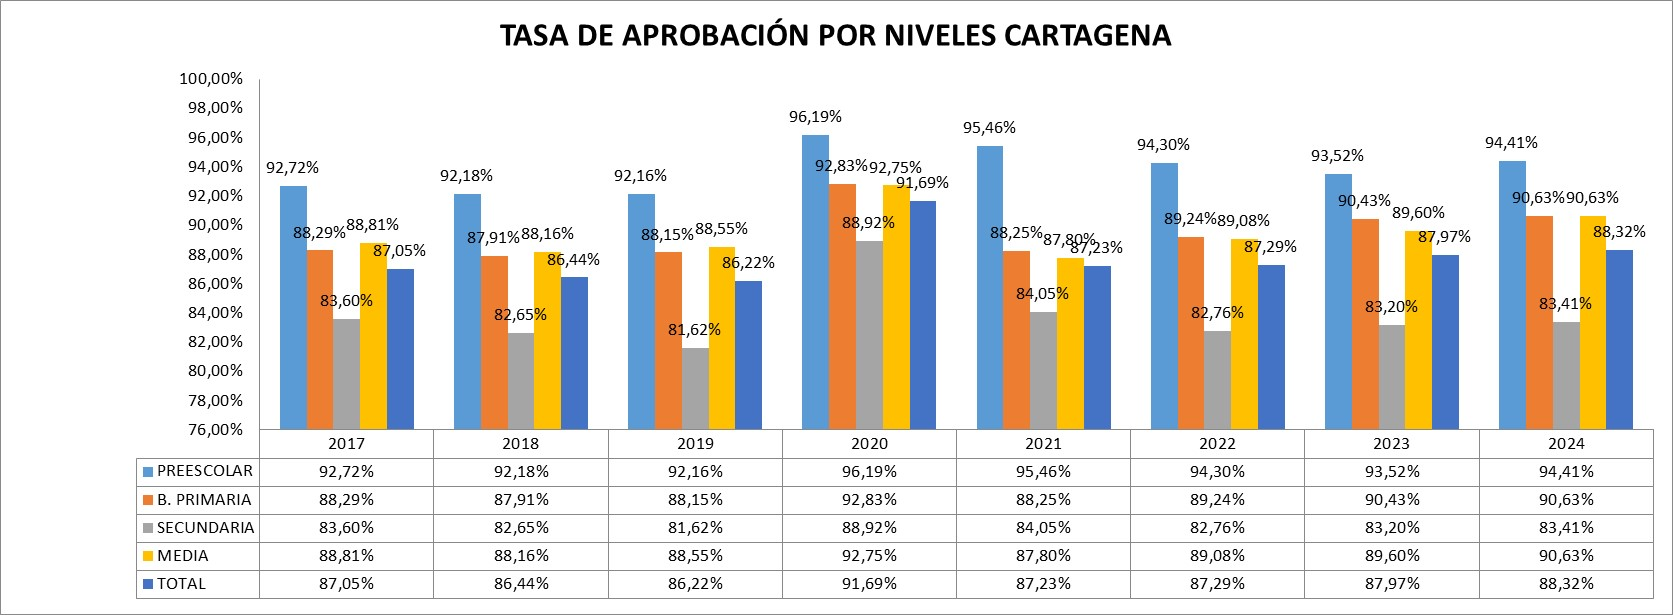 TASA DE APROBACIÓN POR NIVELES CARTAGENA
100,00%
98,00%
96,00%
94,00%
92,00%
90,00%
88,00%
86,00%
84,00%
82,00%
80,00%
78,00%
76,00%
92,72% 88,29% 83,60% 88,81% 87,05%
92,18% 87,91% 82,65% 88,16% 86,44%
92,16% 88,15% 81,62% 88,55% 86,22%
96,19% 92,83% 88,92% 92,75% 91,69%
95,46% 88,25% 84,05% 87,80% 87,23%
94,30% 89,24% 82,76% 89,08% 87,29%
93,52% 90,43% 83,20% 89,60% 87,97%
94,41% 90,63% 83,41% 90,63% 88,32%
2017 2018 2019 2020 2021 2022 2023 2024
PREESCOLAR 92,72% 92,18% 92,16% 96,19% 95,46% 94,30% 93,52% 94,41%
B. PRIMARIA 88,29% 87,91% 88,15% 92,83% 88,25% 89,24% 90,43% 90,63%
SECUNDARIA 83,60% 82,65% 81,62% 88,92% 84,05% 82,76% 83,20% 83,41%
MEDIA 88,81% 88,16% 88,55% 92,75% 87,80% 89,08% 89,60% 90,63%
TOTAL 87,05% 86,44% 86,22% 91,69% 87,23% 87,29% 87,97% 88,32%